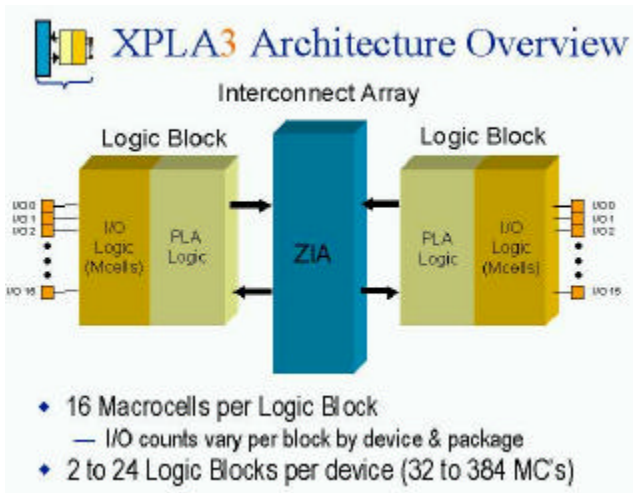 XPLA3 Architecture Overview
Interconnect Array
Logic Block
Logic Block
I/O 0
I/O 1
I/O 2
I/O 15
I/O
Logic
(Mcells)
PLA
Logic
ZIA
PLA
Logic
I/O
Logic
(Mcells)
I/O 0
I/O 1
I/O 2
I/O 15
16 Macrocells per Logic Block
— I/O counts vary per block by device & package
2 to 24 Logic Blocks per device (32 to 384 MC's)